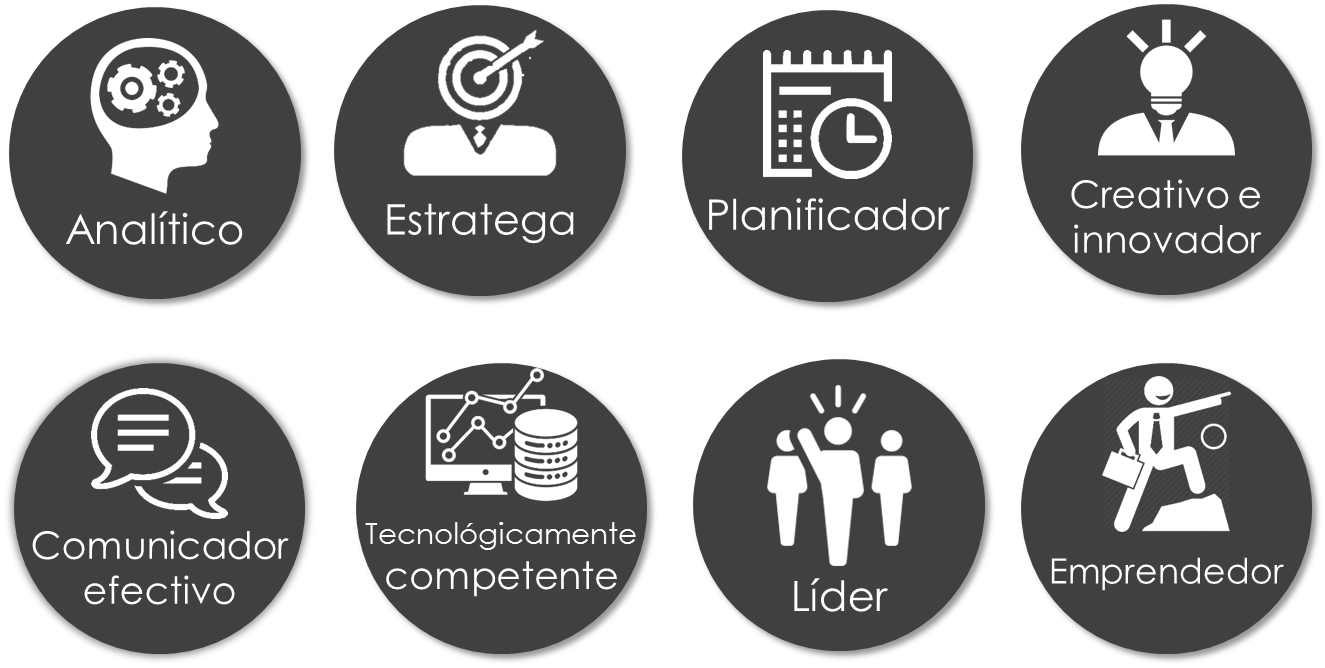 Analítico
Estratega
Planificador
Creativo e
innovador
Comunicador
efectivo
Tecnológicamente
competente
Líder
Emprendedor